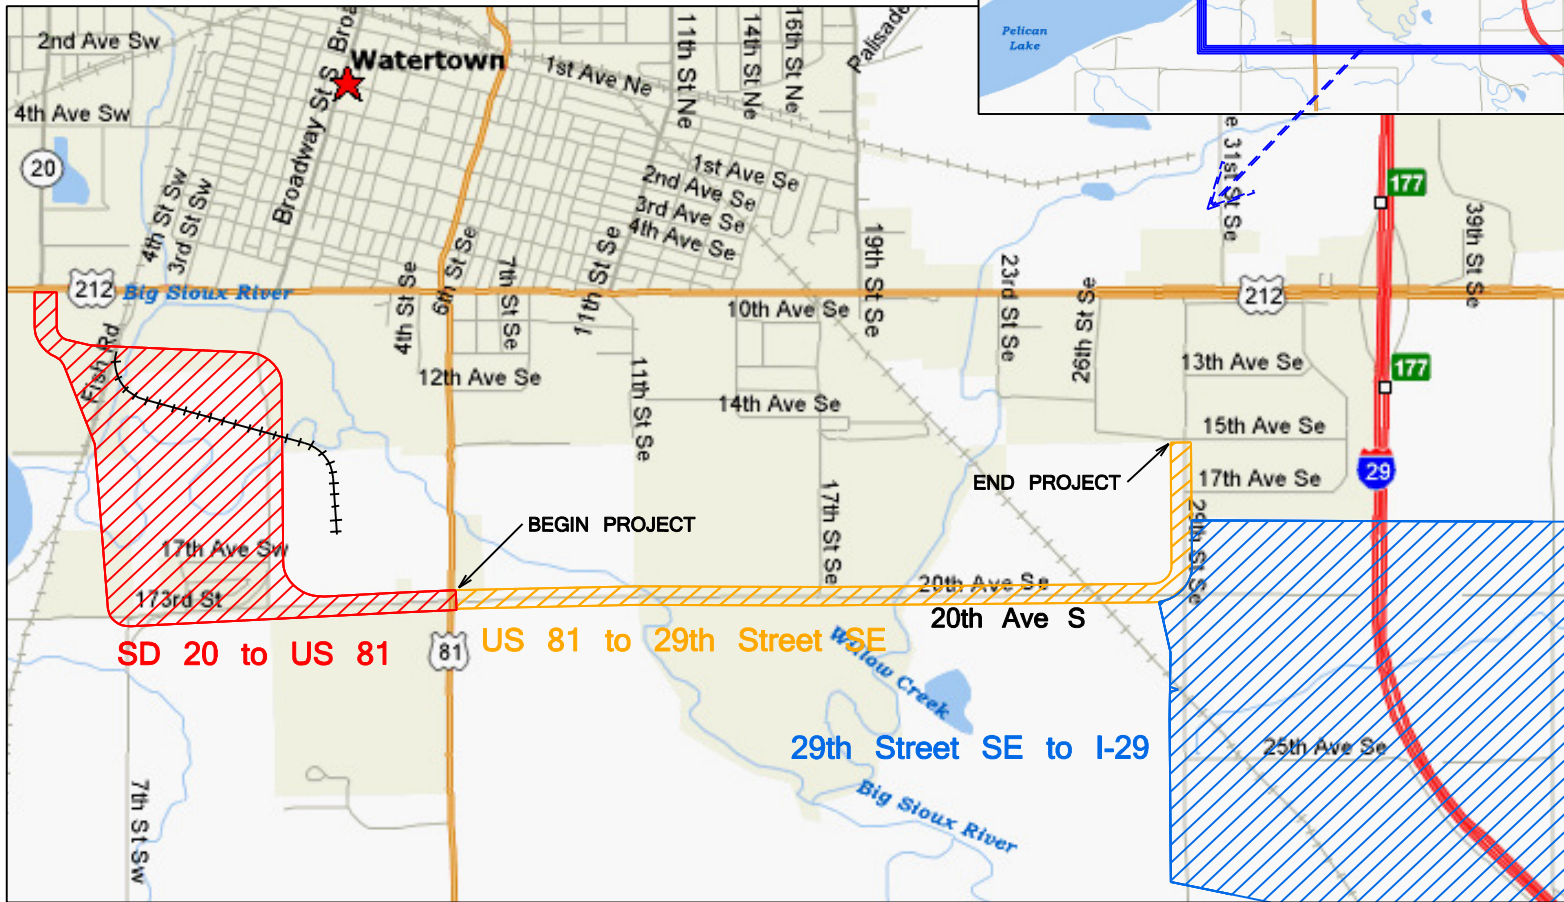 2nd Ave Sw
Broa
Watertown
1st Ave Ne
11th St Ne
14th St Ne
16th St Ne
Palisade
Pelican
Lake
4th Ave Sw
20
Broadway St S
4th St Sw
3rd St Sw
1st Ave Se
2nd Ave Se
3rd Ave Se
4th Ave Se
e 31st St Se
177
39th St Se
19th St Se
23rd St Se
26th St Se
212
Big Sioux River
4th St Se
6th St Se
7th St Se
11th St Se
10th Ave Se
212
Fish Rd
12th Ave Se
11th St Se
14th Ave Se
13th Ave Se
177
15th Ave Se
END PROJECT
17th Ave Se
29
17th St Se
29th St Se
BEGIN PROJECT
17th Ave Sw
173rd St
20th Ave Se
20th Ave S
SD 20 to US 81
81
US 81 to 29th Street SE
Willow Creek
29th Street SE to I-29
25th Ave Se
Big Sioux River
7th St Sw